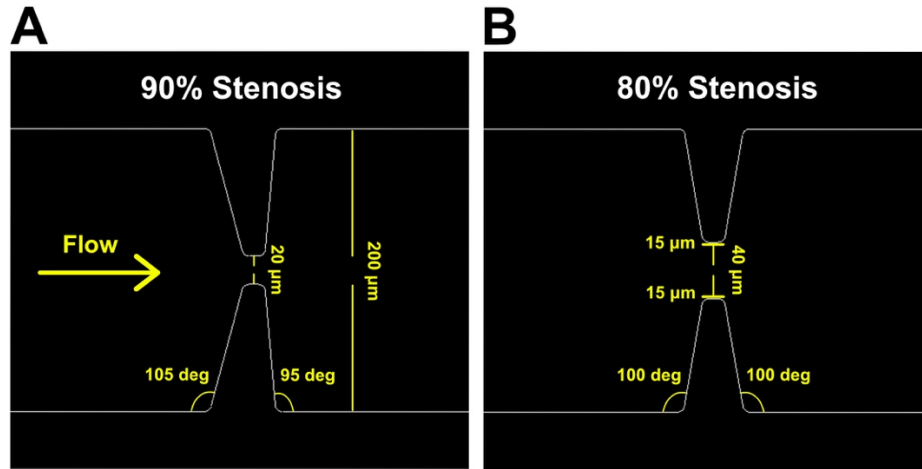 A
90% Stenosis
Flow
20 µm
200 µm
105 deg
95 deg
B
80% Stenosis
15 µm
40 µm
15 µm
100 deg
100 deg